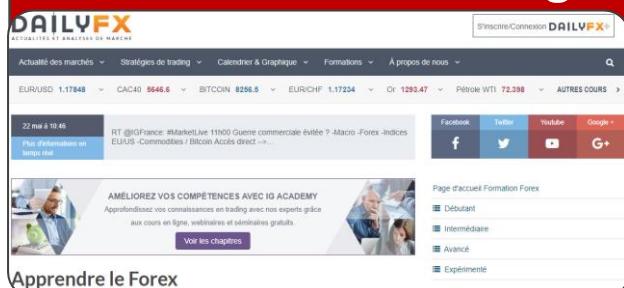 DAILYFX
ACTUALITÉS ET ANALYSES DE MARCHÉ
S'inscrire/Connexion DAILYFX+
Actualité des marchés Stratégies de trading Calendrier & Graphique Formations À propos de nous
EUR/USD 1.17848 CAC40 5646.6 BITCOIN 8256.5 EUR/CHF 1.17234 Or 1293.47 Pétrole WTI 72.398 AUTRES COURS >
22 mai à 10:46
Plus d'informations en
temps réel
RT @IGFrance: #MarketLive 11h00 Guerre commerciale évitée ? -Macro -Forex -Indices
EU/US -Commodities / Bitcoin Accès direct -->...
Facebook Twitter Youtube Google +
f G+
AMÉLIOREZ VOS COMPÉTENCES AVEC IG ACADEMY
Approfondissez vos connaissances en trading avec nos experts grâce
aux cours en ligne, webinaires et séminaires gratuits.
Voir les chapitres
Page d'accueil Formation Forex
Débutant
Intermédiaire
Avancé
Expérimenté
Apprendre le Forex